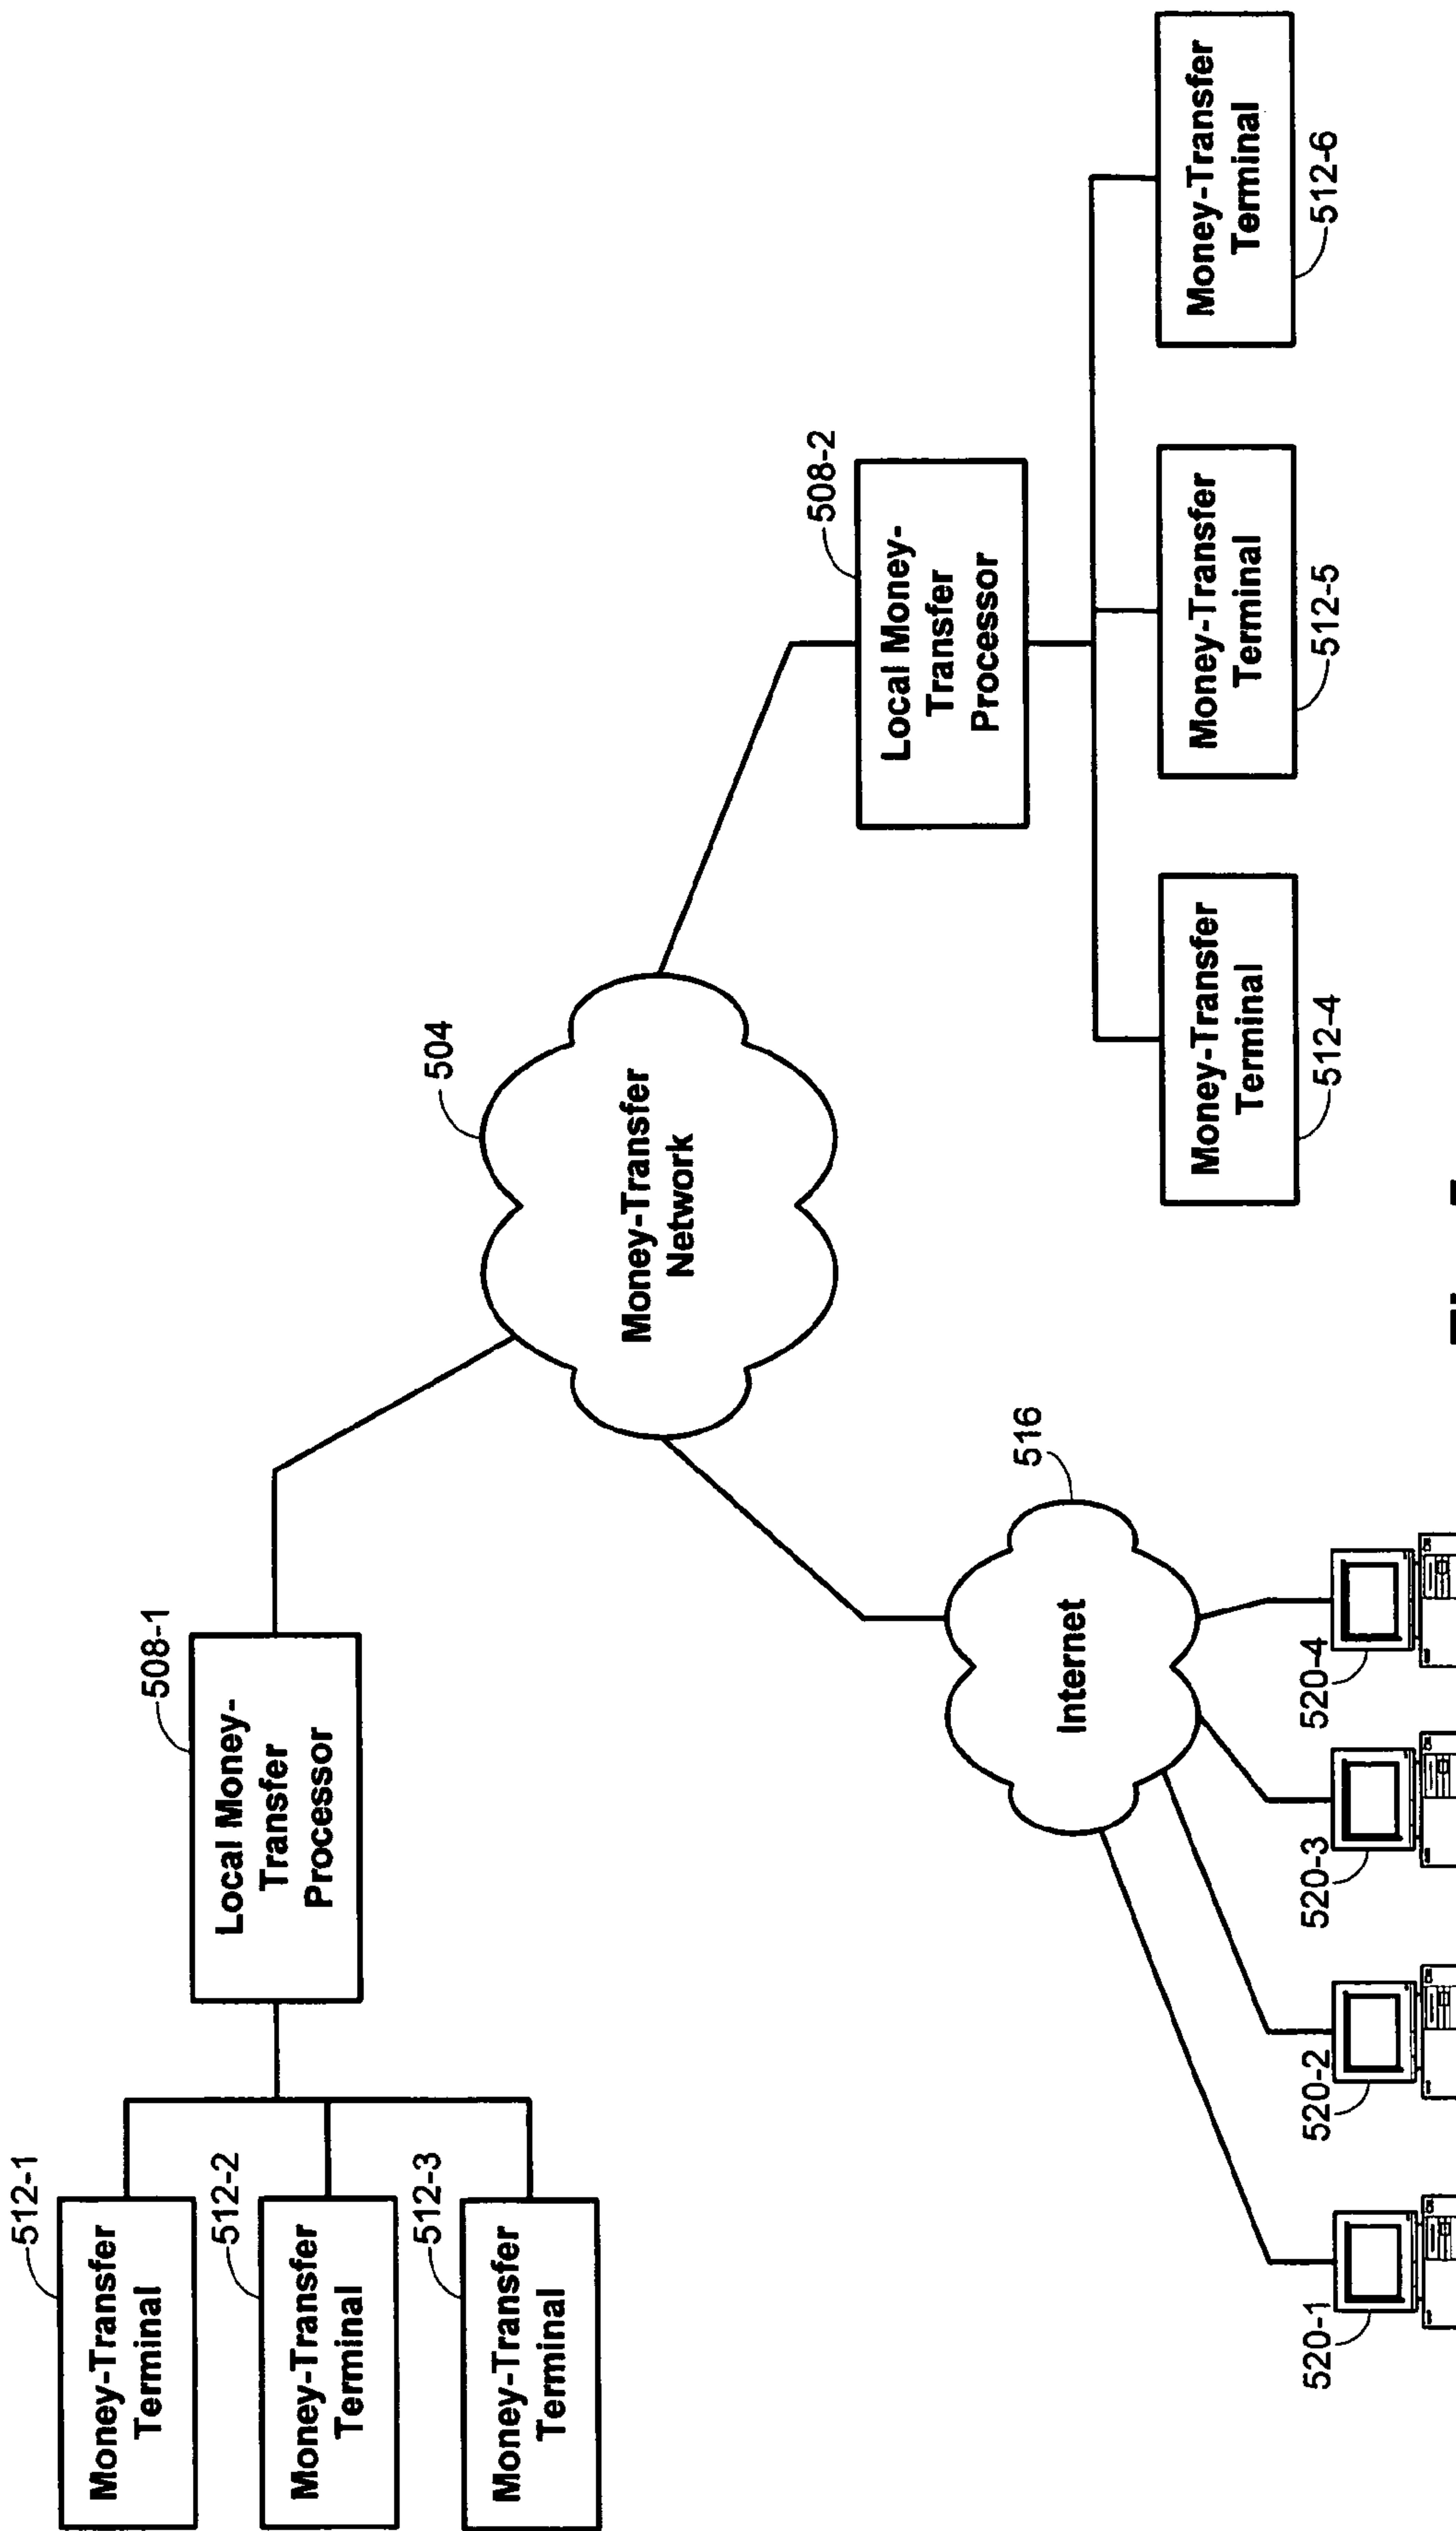 512-1
Money-Transfer
Terminal
512-2
Money-Transfer
Terminal
512-3
Money-Transfer
Terminal
508-1
Local Money-
Transfer
Processor
504
Money-Transfer
Network
508-2
Local Money-
Transfer
Processor
Money-Transfer
Terminal
512-4
Money-Transfer
Terminal
512-5
Money-Transfer
Terminal
512-6
516
Internet
520-1
520-2
520-3
520-4